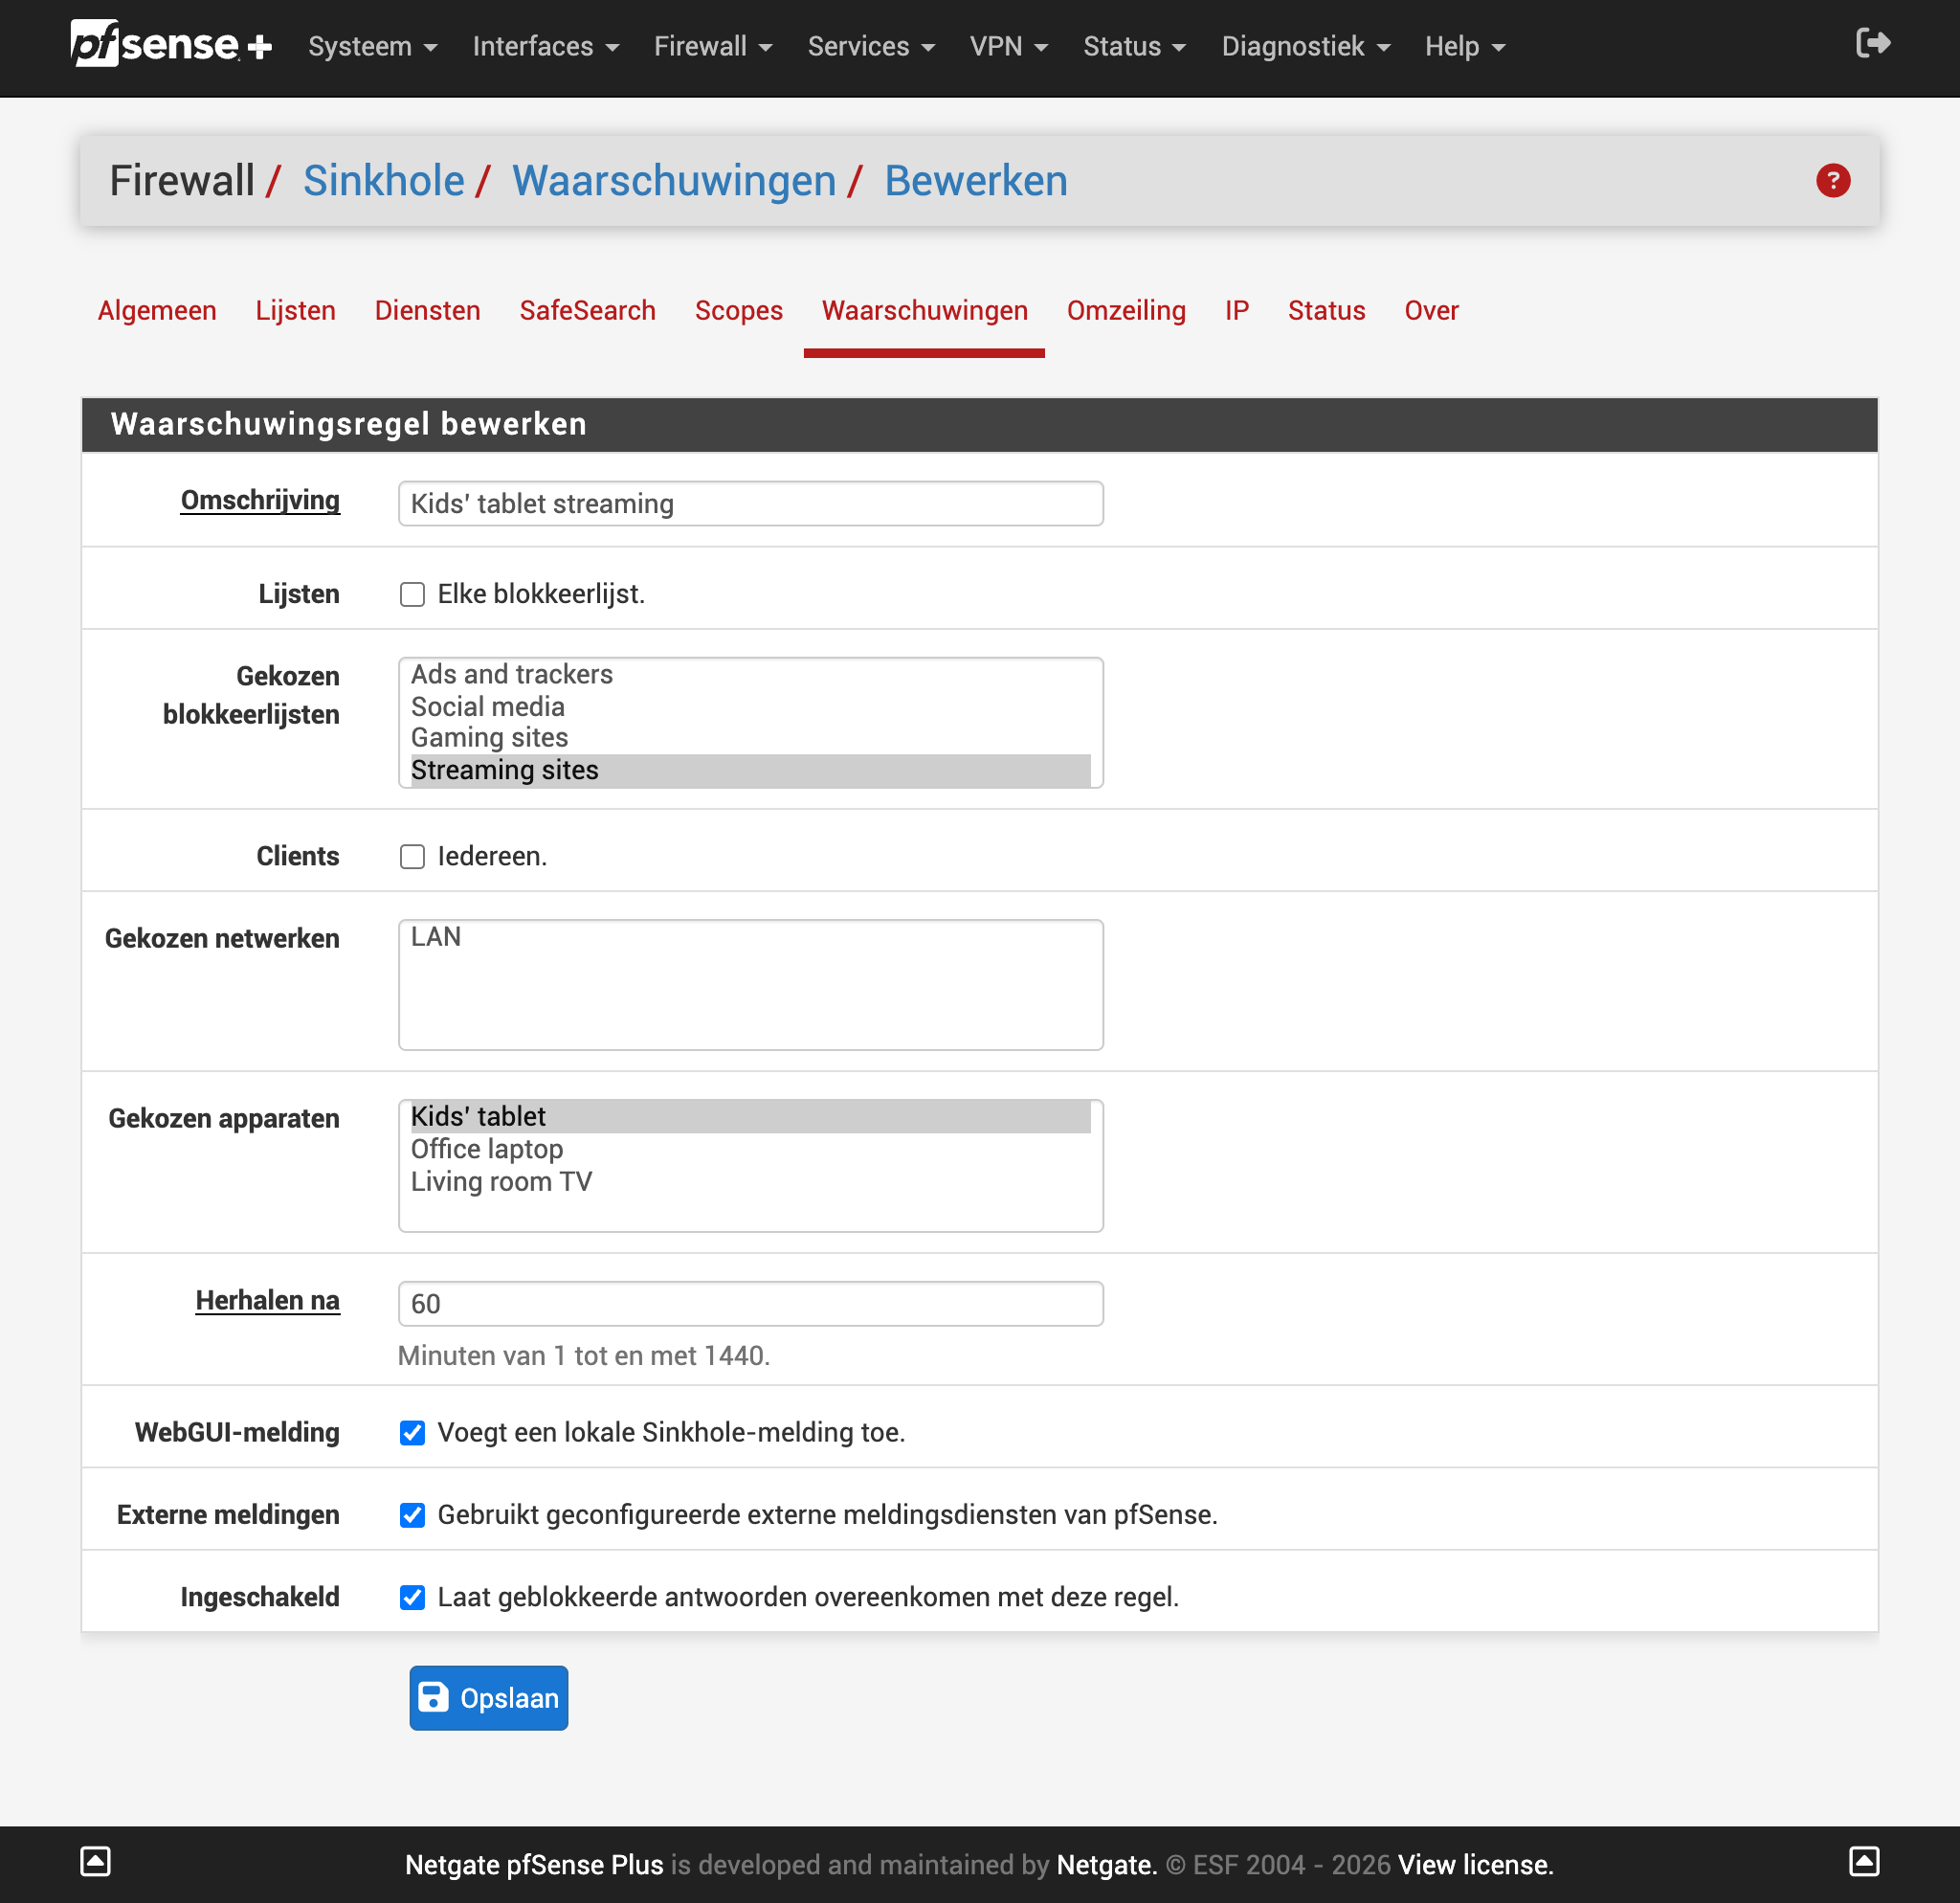 pfsense+ Systeem Interfaces Firewall Services VPN Status Diagnostiek Help
Firewall / Sinkhole / Waarschuwingen / Bewerken ?
Algemeen Lijsten Diensten SafeSearch Scopes Waarschuwingen Omzeiling IP Status Over
Waarschuwingsregel bewerken
Omschrijving Kids' tablet streaming
Lijsten Elke blokkeerlijst.
Gekozen blokkeerlijsten
Ads and trackers
Social media
Gaming sites
Streaming sites
Clients Iedereen.
Gekozen netwerken LAN
Gekozen apparaten Kids' tablet
Office laptop
Living room TV
Herhalen na 60
Minuten van 1 tot en met 1440.
WebGUI-melding Voegt een lokale Sinkhole-melding toe.
Externe meldingen Gebruikt geconfigureerde externe meldingsdiensten van pfSense.
Ingeschakeld Laat geblokkeerde antwoorden overeenkomen met deze regel.
Opslaan
Netgate pfSense Plus is developed and maintained by Netgate. © ESF 2004 - 2026 View license.